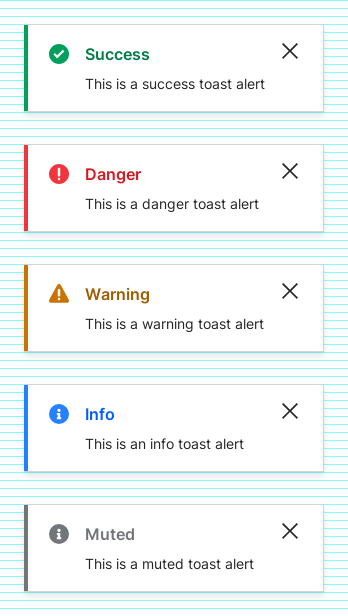 Success
This is a success toast alert
Danger
This is a danger toast alert
Warning
This is a warning toast alert
Info
This is an info toast alert
Muted
This is a muted toast alert